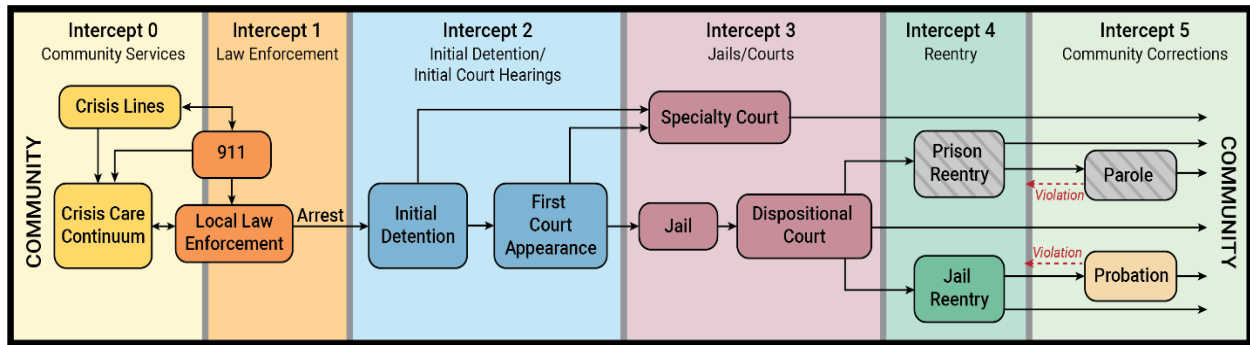 Intercept 0
Community Services
Intercept 1
Law Enforcement
Intercept 2
Initial Detention/
Initial Court Hearings
Intercept 3
Jails/Courts
Intercept 4
Reentry
Intercept 5
Community Corrections
COMMUNITY
Crisis Lines
911
Crisis Care
Continuum
Local Law
Enforcement
Arrest
Initial
Detention
First
Court
Appearance
Specialty Court
Jail
Dispositional
Court
Prison
Reentry
Parole
Violation
Jail
Reentry
Violation
Probation
COMMUNITY